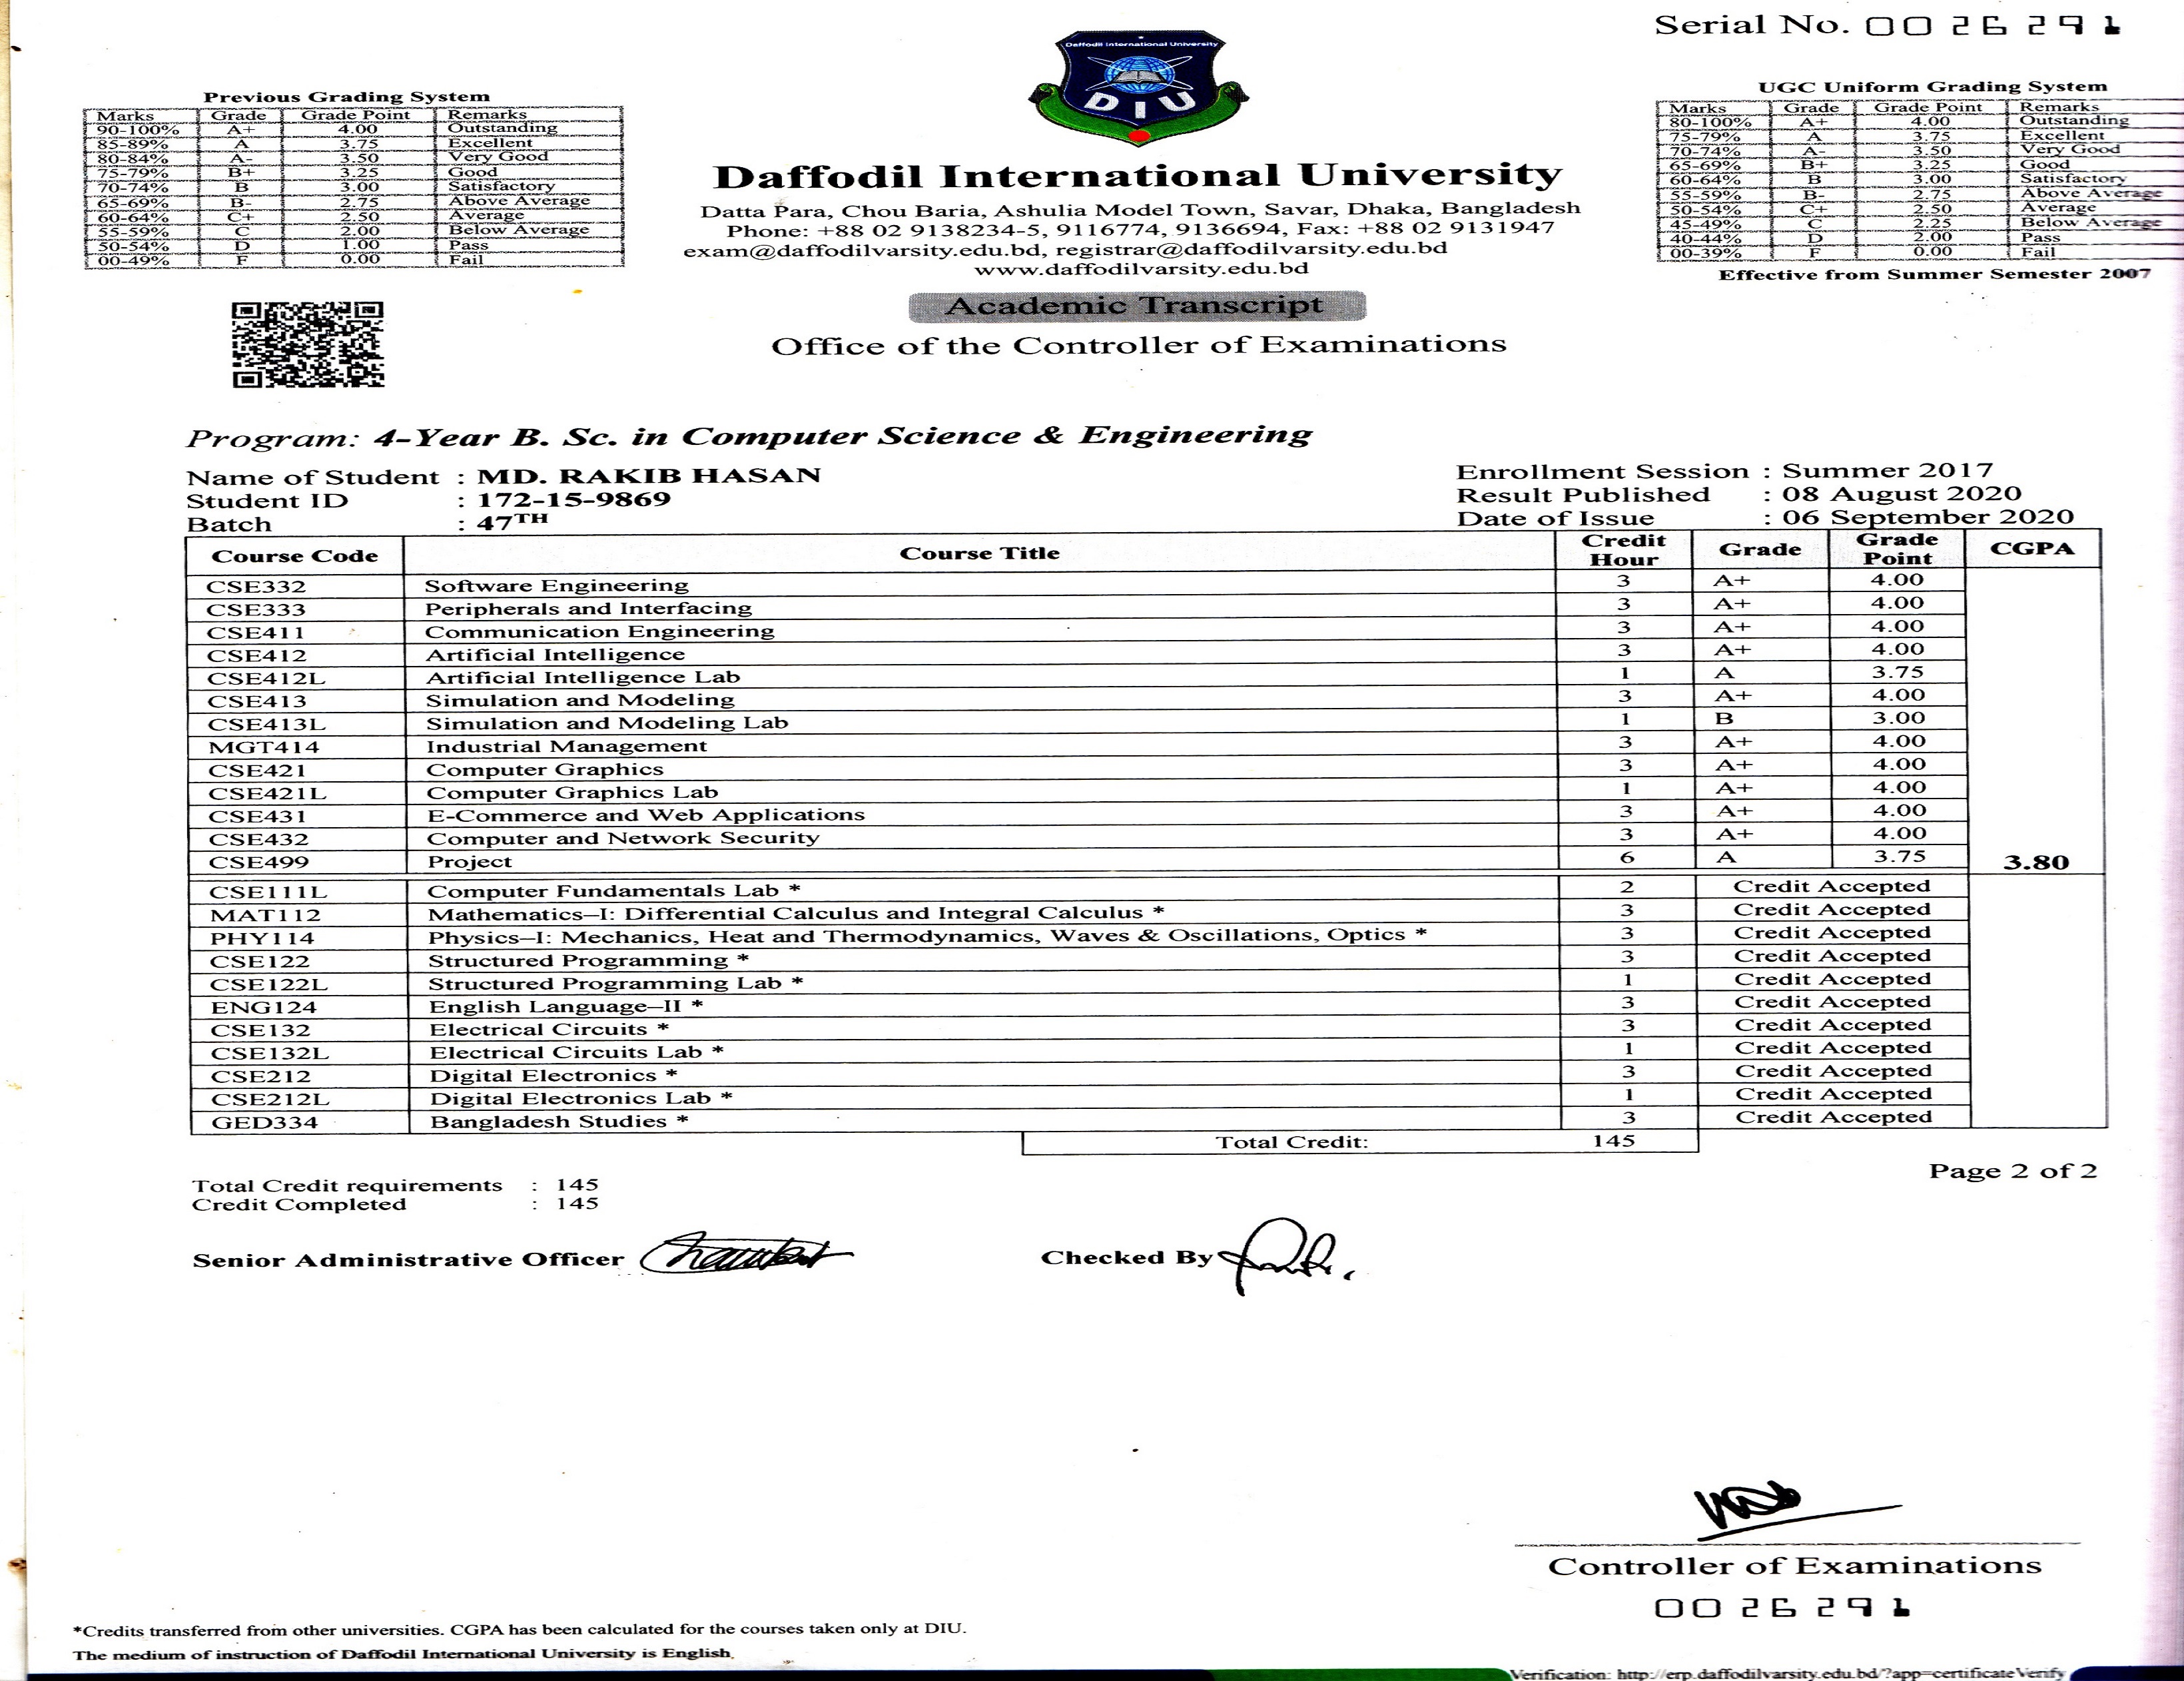 Serial No. 0026291
Daffodil International University
DIU
Previous Grading System
Marks Grade Grade Point Remarks
90-100% A+ 4.00 Outstanding
85-89% A 3.75 Excellent
80-84% A- 3.50 Very Good
75-79% B+ 3.25 Good
70-74% B 3.00 Satisfactory
65-69% B- 2.75 Above Average
60-64% C+ 2.50 Average
55-59% C 2.00 Below Average
50-54% D 1.00 Pass
00-49% F 0.00 Fail
UGC Uniform Grading System
Marks Grade Grade Point Remarks
80-100% A+ 4.00 Outstanding
75-79% A 3.75 Excellent
70-74% A- 3.50 Very Good
65-69% B+ 3.25 Good
60-64% B 3.00 Satisfactory
55-59% B- 2.75 Above Average
50-54% C+ 2.50 Average
45-49% C 2.25 Below Average
40-44% D 2.00 Pass
00-39% F 0.00 Fail
Effective from Summer Semester 2007
Daffodil International University
Datta Para, Chou Baria, Ashulia Model Town, Savar, Dhaka, Bangladesh
Phone: +88 02 9138234-5, 9116774, 9136694, Fax: +88 02 9131947
exam@daffodilvarsity.edu.bd, registrar@daffodilvarsity.edu.bd
www.daffodilvarsity.edu.bd
Academic Transcript
Office of the Controller of Examinations
Program: 4-Year B. Sc. in Computer Science & Engineering
Name of Student : MD. RAKIB HASAN
Student ID : 172-15-9869
Batch : 47TH
Enrollment Session : Summer 2017
Result Published : 08 August 2020
Date of Issue : 06 September 2020
Course Code Course Title Credit Hour Grade Grade Point CGPA
CSE332 Software Engineering 3 A+ 4.00
CSE333 Peripherals and Interfacing 3 A+ 4.00
CSE411 Communication Engineering 3 A+ 4.00
CSE412 Artificial Intelligence 3 A+ 4.00
CSE412L Artificial Intelligence Lab 1 A 3.75
CSE413 Simulation and Modeling 3 A+ 4.00
CSE413L Simulation and Modeling Lab 1 B 3.00
MGT414 Industrial Management 3 A+ 4.00
CSE421 Computer Graphics 3 A+ 4.00
CSE421L Computer Graphics Lab 1 A+ 4.00
CSE431 E-Commerce and Web Applications 3 A+ 4.00
CSE432 Computer and Network Security 3 A+ 4.00
CSE499 Project 6 A 3.75 3.80
CSE111L Computer Fundamentals Lab * 2 Credit Accepted
MAT112 Mathematics–I: Differential Calculus and Integral Calculus * 3 Credit Accepted
PHY114 Physics–I: Mechanics, Heat and Thermodynamics, Waves & Oscillations, Optics * 3 Credit Accepted
CSE122 Structured Programming * 3 Credit Accepted
CSE122L Structured Programming Lab * 1 Credit Accepted
ENG124 English Language–II * 3 Credit Accepted
CSE132 Electrical Circuits * 3 Credit Accepted
CSE132L Electrical Circuits Lab * 1 Credit Accepted
CSE212 Digital Electronics * 3 Credit Accepted
CSE212L Digital Electronics Lab * 1 Credit Accepted
GED334 Bangladesh Studies * 3 Credit Accepted
Total Credit: 145
Page 2 of 2
Total Credit requirements : 145
Credit Completed : 145
Senior Administrative Officer
Checked By
Controller of Examinations
0026291
*Credits transferred from other universities. CGPA has been calculated for the courses taken only at DIU.
The medium of instruction of Daffodil International University is English.
Verification: http://erp.daffodilvarsity.edu.bd/?app=certificateVerify